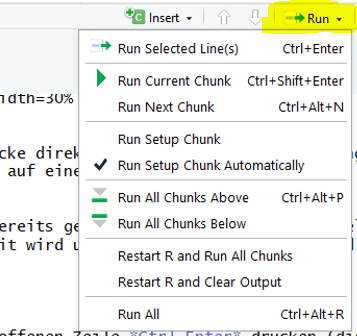 Insert Run
Run Selected Line(s) Ctrl+Enter
idth=30%
Run Current Chunk Ctrl+Shift+Enter
Run Next Chunk Ctrl+Alt+N
cke direk
Run Setup Chunk
auf eine
Run Setup Chunk Automatically
Run All Chunks Above Ctrl+Alt+P
ereits ge
Run All Chunks Below
it wird u
Restart R and Run All Chunks
Restart R and Clear Output
Run All Ctrl+Alt+R
offenen Zeile "Ctrl Enter" drucken (di